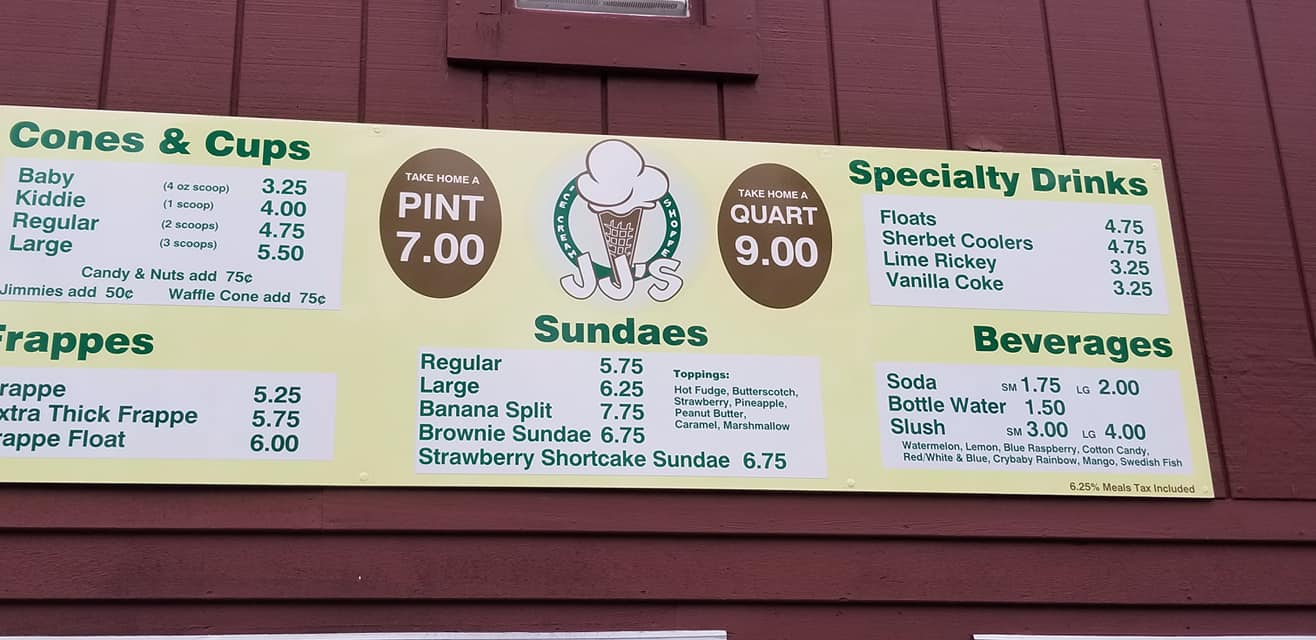 Cones & Cups
Baby (4 oz scoop) 3.25
Kiddie (1 scoop) 4.00
Regular (2 scoops) 4.75
Large (3 scoops) 5.50
Candy & Nuts add 75¢
Jimmies add 50¢ Waffle Cone add 75¢
Frappes
rappe 5.25
xtra Thick Frappe 5.75
rappe Float 6.00
TAKE HOME A
PINT
7.00
ICE CREAM SHOPPE
JJ'S
TAKE HOME A
QUART
9.00
Sundaes
Regular 5.75
Large 6.25
Banana Split 7.75
Brownie Sundae 6.75
Strawberry Shortcake Sundae 6.75
Toppings:
Hot Fudge, Butterscotch,
Strawberry, Pineapple,
Peanut Butter,
Caramel, Marshmallow
Specialty Drinks
Floats 4.75
Sherbet Coolers 4.75
Lime Rickey 3.25
Vanilla Coke 3.25
Beverages
Soda SM 1.75 LG 2.00
Bottle Water 1.50
Slush SM 3.00 LG 4.00
Watermelon, Lemon, Blue Raspberry, Cotton Candy,
Red/White & Blue, Crybaby Rainbow, Mango, Swedish Fish
6.25% Meals Tax Included